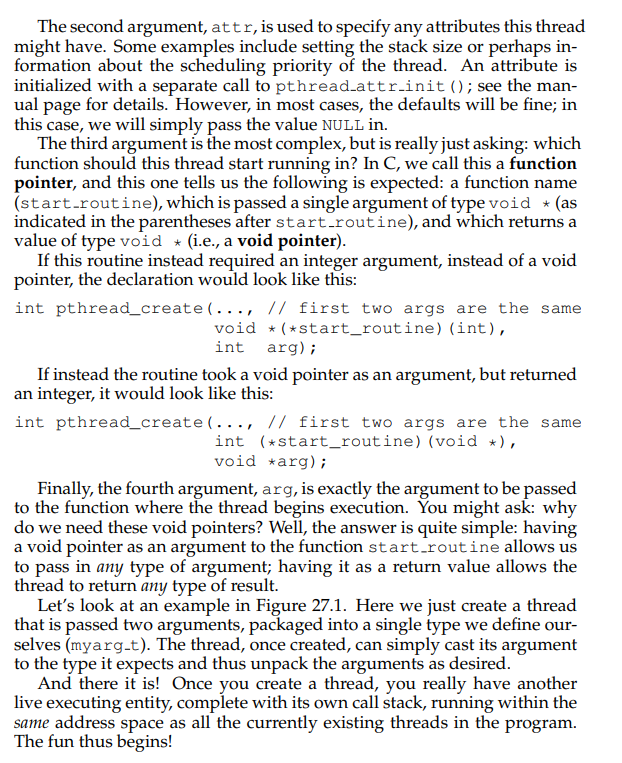 The second argument, attr, is used to specify any attributes this thread
might have. Some examples include setting the stack size or perhaps in-
formation about the scheduling priority of the thread. An attribute is
initialized with a separate call to pthread_attr_init(); see the man-
ual page for details. However, in most cases, the defaults will be fine; in
this case, we will simply pass the value NULL in.
The third argument is the most complex, but is really just asking: which
function should this thread start running in? In C, we call this a function
pointer, and this one tells us the following is expected: a function name
(start_routine), which is passed a single argument of type void * (as
indicated in the parentheses after start_routine), and which returns a
value of type void * (i.e., a void pointer).
If this routine instead required an integer argument, instead of a void
pointer, the declaration would look like this:
int pthread_create(..., // first two args are the same
void *(*start_routine)(int),
int arg);
If instead the routine took a void pointer as an argument, but returned
an integer, it would look like this:
int pthread_create(..., // first two args are the same
int (*start_routine)(void *),
void *arg);
Finally, the fourth argument, arg, is exactly the argument to be passed
to the function where the thread begins execution. You might ask: why
do we need these void pointers? Well, the answer is quite simple: having
a void pointer as an argument to the function start_routine allows us
to pass in any type of argument; having it as a return value allows the
thread to return any type of result.
Let's look at an example in Figure 27.1. Here we just create a thread
that is passed two arguments, packaged into a single type we define our-
selves (myarg_t). The thread, once created, can simply cast its argument
to the type it expects and thus unpack the arguments as desired.
And there it is! Once you create a thread, you really have another
live executing entity, complete with its own call stack, running within the
same address space as all the currently existing threads in the program.
The fun thus begins!